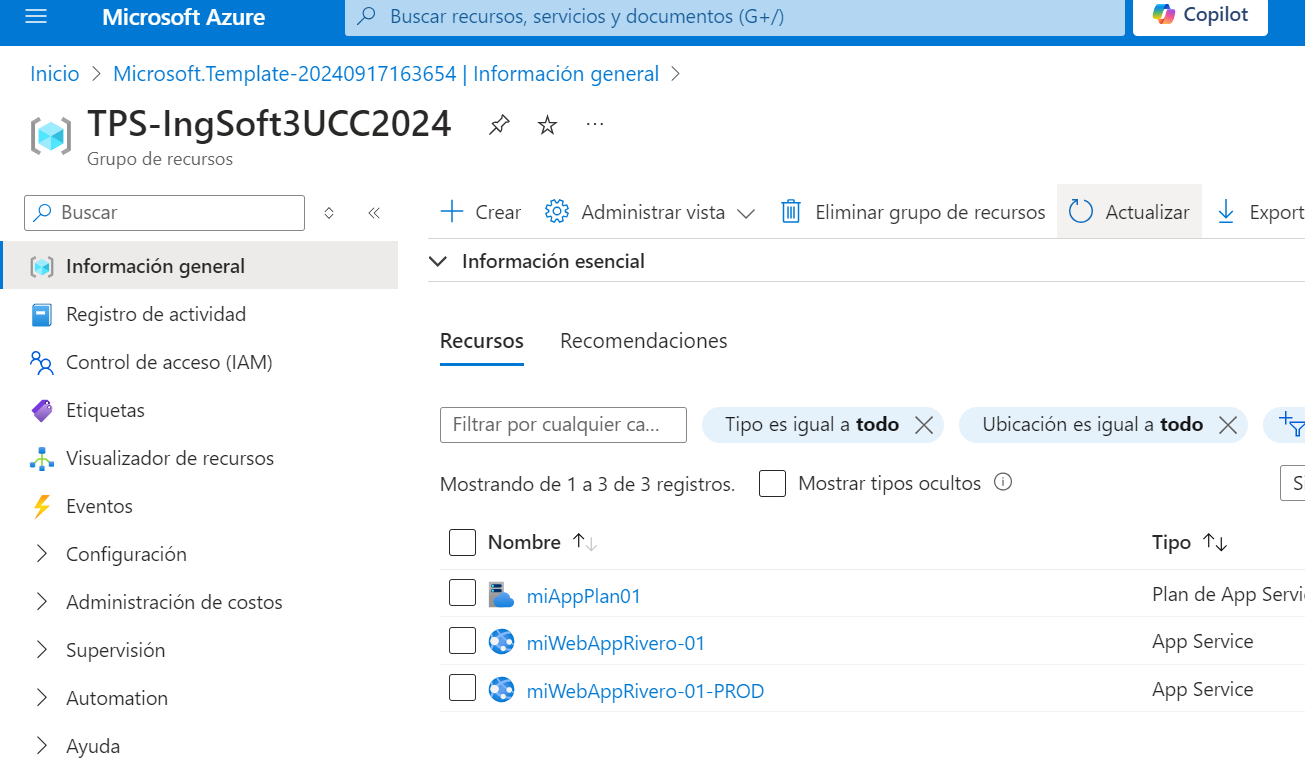 Microsoft Azure
Buscar recursos, servicios y documentos (G+/)
Copilot
Inicio > Microsoft.Template-20240917163654 | Información general >
TPS-IngSoft3UCC2024
Grupo de recursos
Buscar
Crear
Administrar vista
Eliminar grupo de recursos
Actualizar
Export
Información general
Registro de actividad
Control de acceso (IAM)
Etiquetas
Visualizador de recursos
Eventos
Configuración
Administración de costos
Supervisión
Automation
Ayuda
Información esencial
Recursos
Recomendaciones
Filtrar por cualquier ca...
Tipo es igual a todo
Ubicación es igual a todo
Mostrando de 1 a 3 de 3 registros.
Mostrar tipos ocultos
Nombre
Tipo
miAppPlan01
Plan de App Servi
miWebAppRivero-01
App Service
miWebAppRivero-01-PROD
App Service